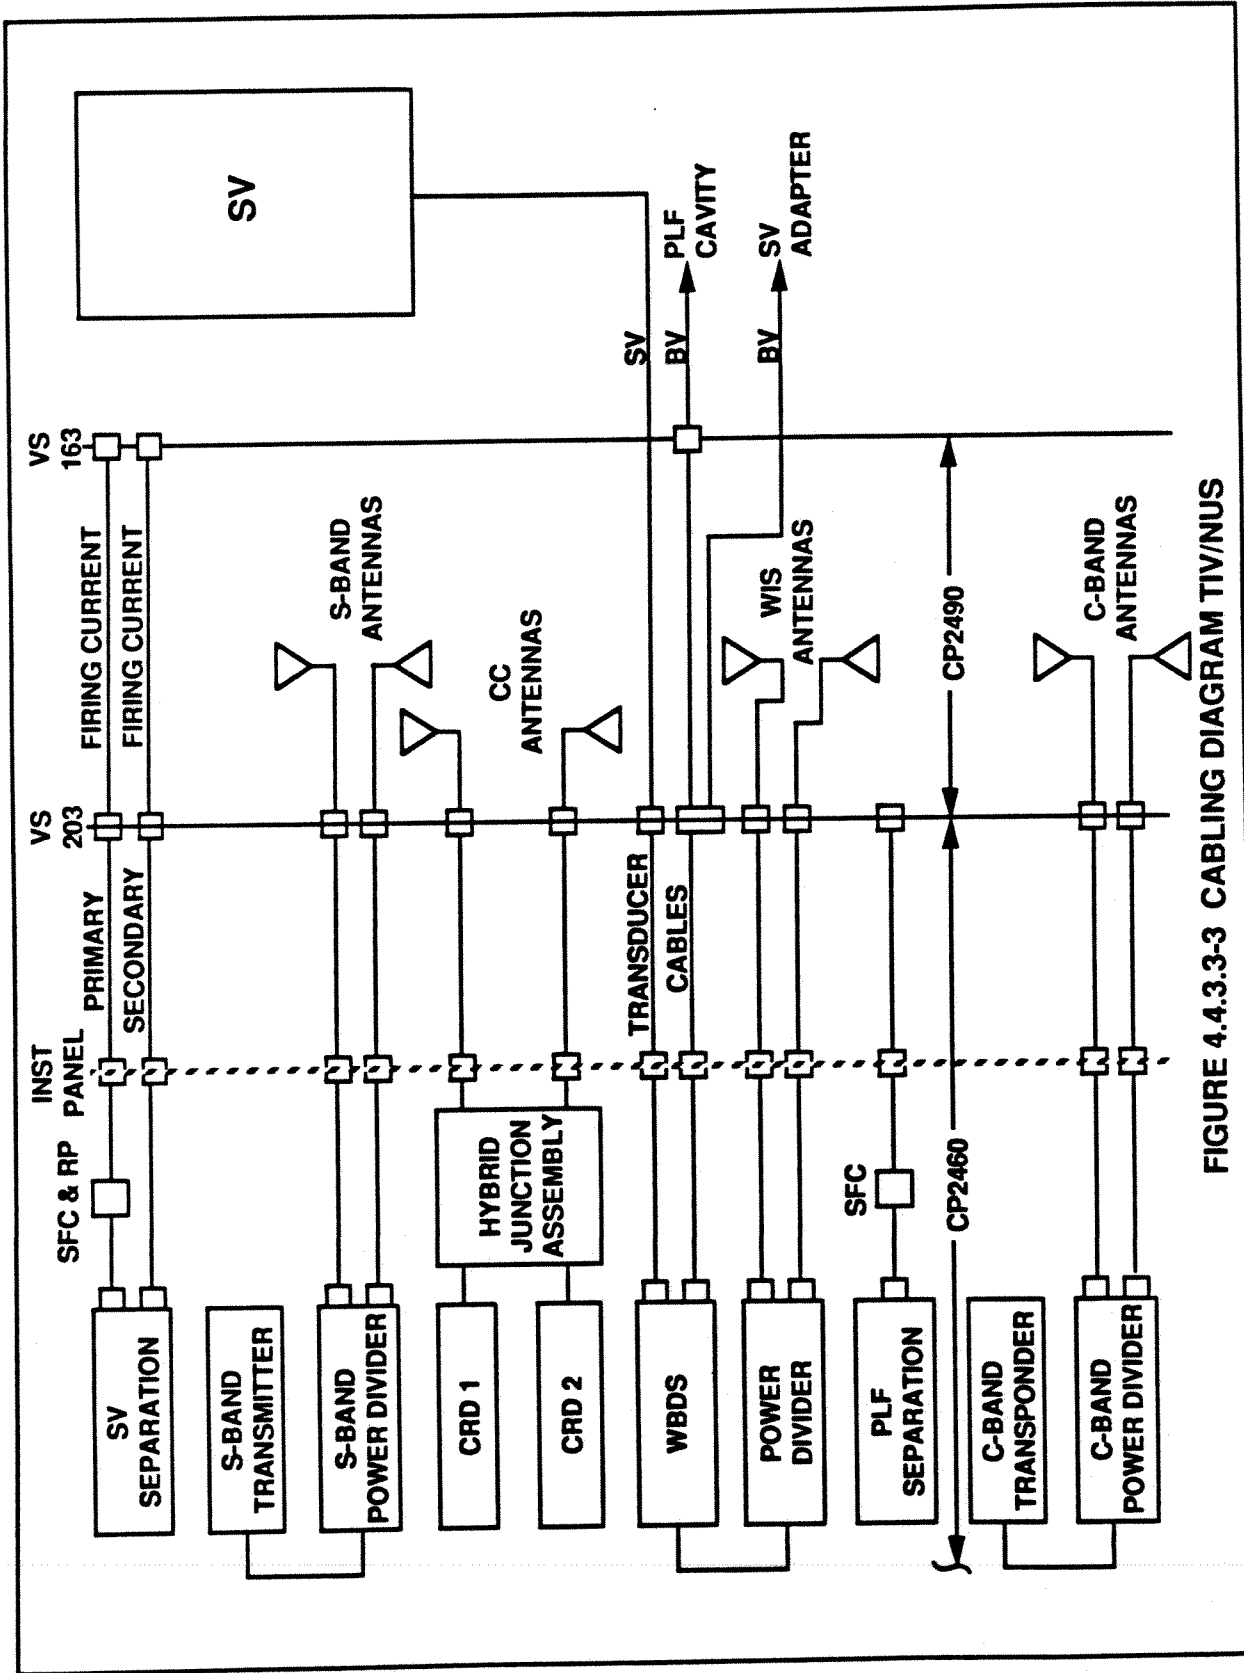 SV
VS
163
FIRING CURRENT
FIRING CURRENT
SV
BV
PLF
CAVITY
BV
SV
ADAPTER
S-BAND
ANTENNAS
CC
ANTENNAS
WIS
ANTENNAS
CP2490
C-BAND
ANTENNAS
VS
203
PRIMARY
SECONDARY
TRANSDUCER
CABLES
INST
PANEL
SFC & RP
HYBRID
JUNCTION
ASSEMBLY
SFC
CP2460
SV
SEPARATION
S-BAND
TRANSMITTER
S-BAND
POWER DIVIDER
CRD 1
CRD 2
WBDS
POWER
DIVIDER
PLF
SEPARATION
C-BAND
TRANSPONDER
C-BAND
POWER DIVIDER
FIGURE 4.4.3.3-3 CABLING DIAGRAM TIV/NUS